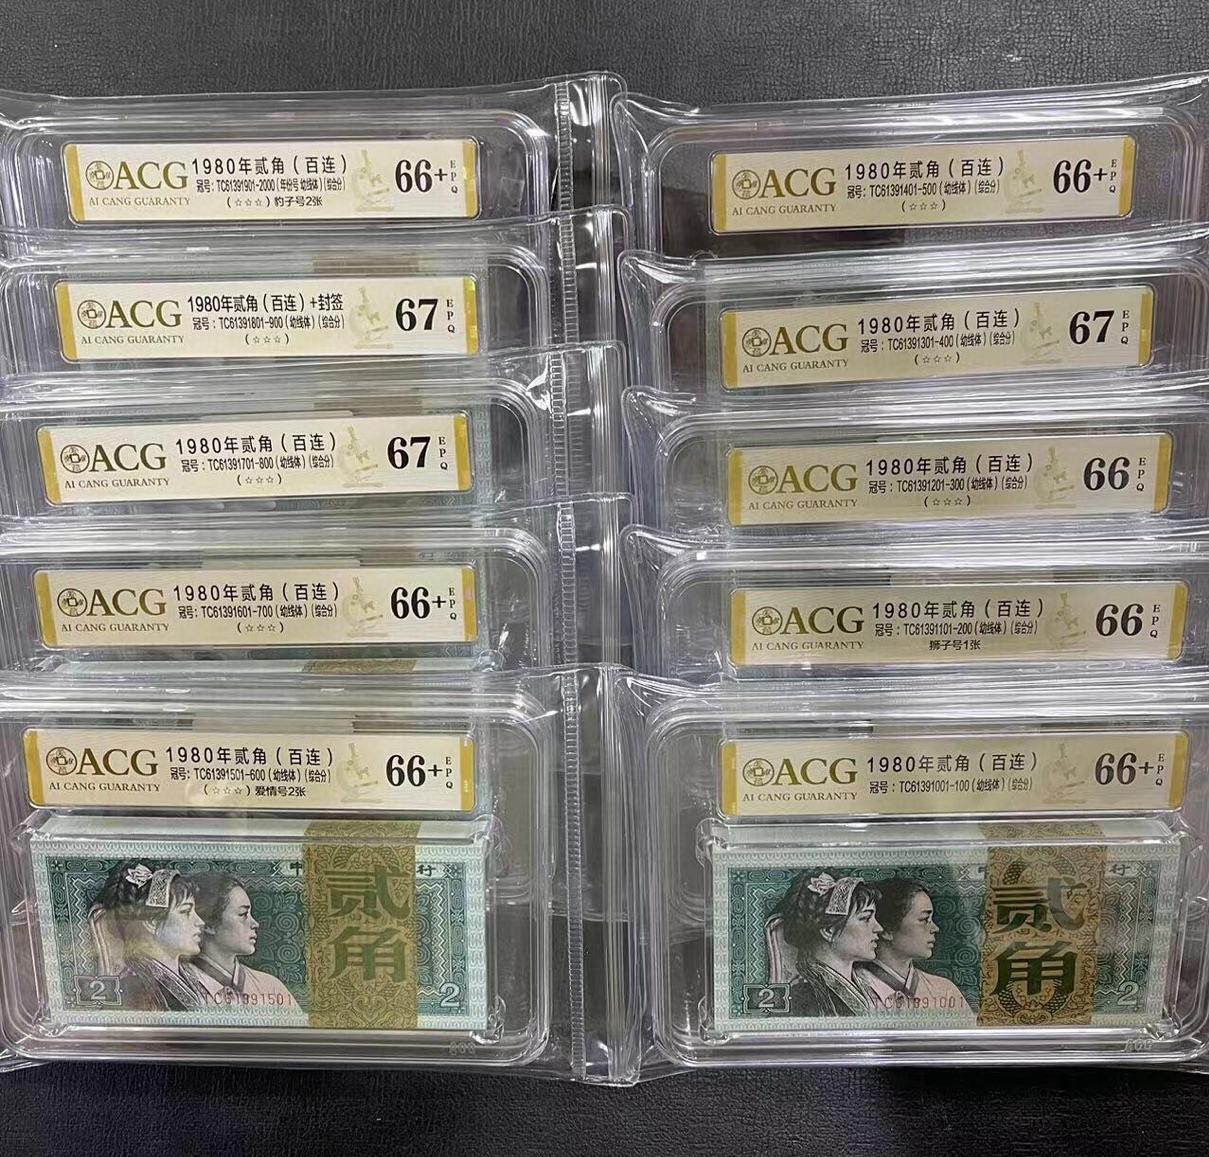 ACG
AI CANG GUARANTY
1980年贰角（百连）
冠号：TC61391901-2000（年份号 幼线体）（综合分）
（☆☆☆）豹子号2张
66+
EPQ
ACG
AI CANG GUARANTY
1980年贰角（百连）+封签
冠号：TC61391801-900（幼线体）（综合分）
（☆☆☆）
67
EPQ
ACG
AI CANG GUARANTY
1980年贰角（百连）
冠号：TC61391701-800（幼线体）（综合分）
（☆☆☆）
67
EPQ
ACG
AI CANG GUARANTY
1980年贰角（百连）
冠号：TC61391601-700（幼线体）（综合分）
（☆☆☆）
66+
EPQ
ACG
AI CANG GUARANTY
1980年贰角（百连）
冠号：TC61391501-600（幼线体）（综合分）
（☆☆☆）爱情号2张
66+
EPQ
中 行
贰角
2
TC61391501
2
ACG
AI CANG GUARANTY
1980年贰角（百连）
冠号：TC61391401-500（幼线体）（综合分）
（☆☆☆）
66+
EPQ
ACG
AI CANG GUARANTY
1980年贰角（百连）
冠号：TC61391301-400（幼线体）（综合分）
（☆☆☆）
67
EPQ
ACG
AI CANG GUARANTY
1980年贰角（百连）
冠号：TC61391201-300（幼线体）（综合分）
（☆☆☆）
66
EPQ
ACG
AI CANG GUARANTY
1980年贰角（百连）
冠号：TC61391101-200（幼线体）（综合分）
狮子号1张
66
EPQ
ACG
AI CANG GUARANTY
1980年贰角（百连）
冠号：TC61391001-100（幼线体）（综合分）
66+
EPQ
中 行
贰角
2
TC61391001
2